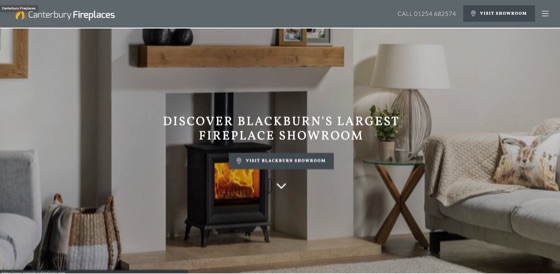 Canterbury Fireplaces
Canterbury Fireplaces
CALL 01254 682574
VISIT SHOWROOM
DISCOVER BLACKBURN'S LARGEST
FIREPLACE SHOWROOM
VISIT BLACKBURN SHOWROOM